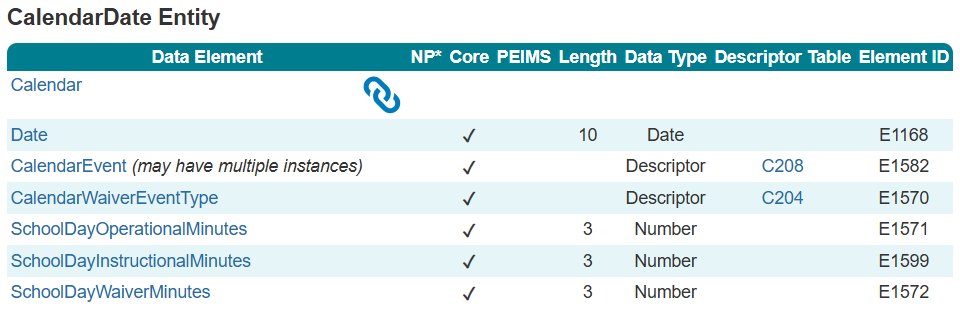 CalendarDate Entity
Data Element NP* Core PEIMS Length Data Type Descriptor Table Element ID
Calendar
Date ✓ 10 Date E1168
CalendarEvent (may have multiple instances) ✓ Descriptor C208 E1582
CalendarWaiverEventType ✓ Descriptor C204 E1570
SchoolDayOperationalMinutes ✓ 3 Number E1571
SchoolDayInstructionalMinutes ✓ 3 Number E1599
SchoolDayWaiverMinutes ✓ 3 Number E1572